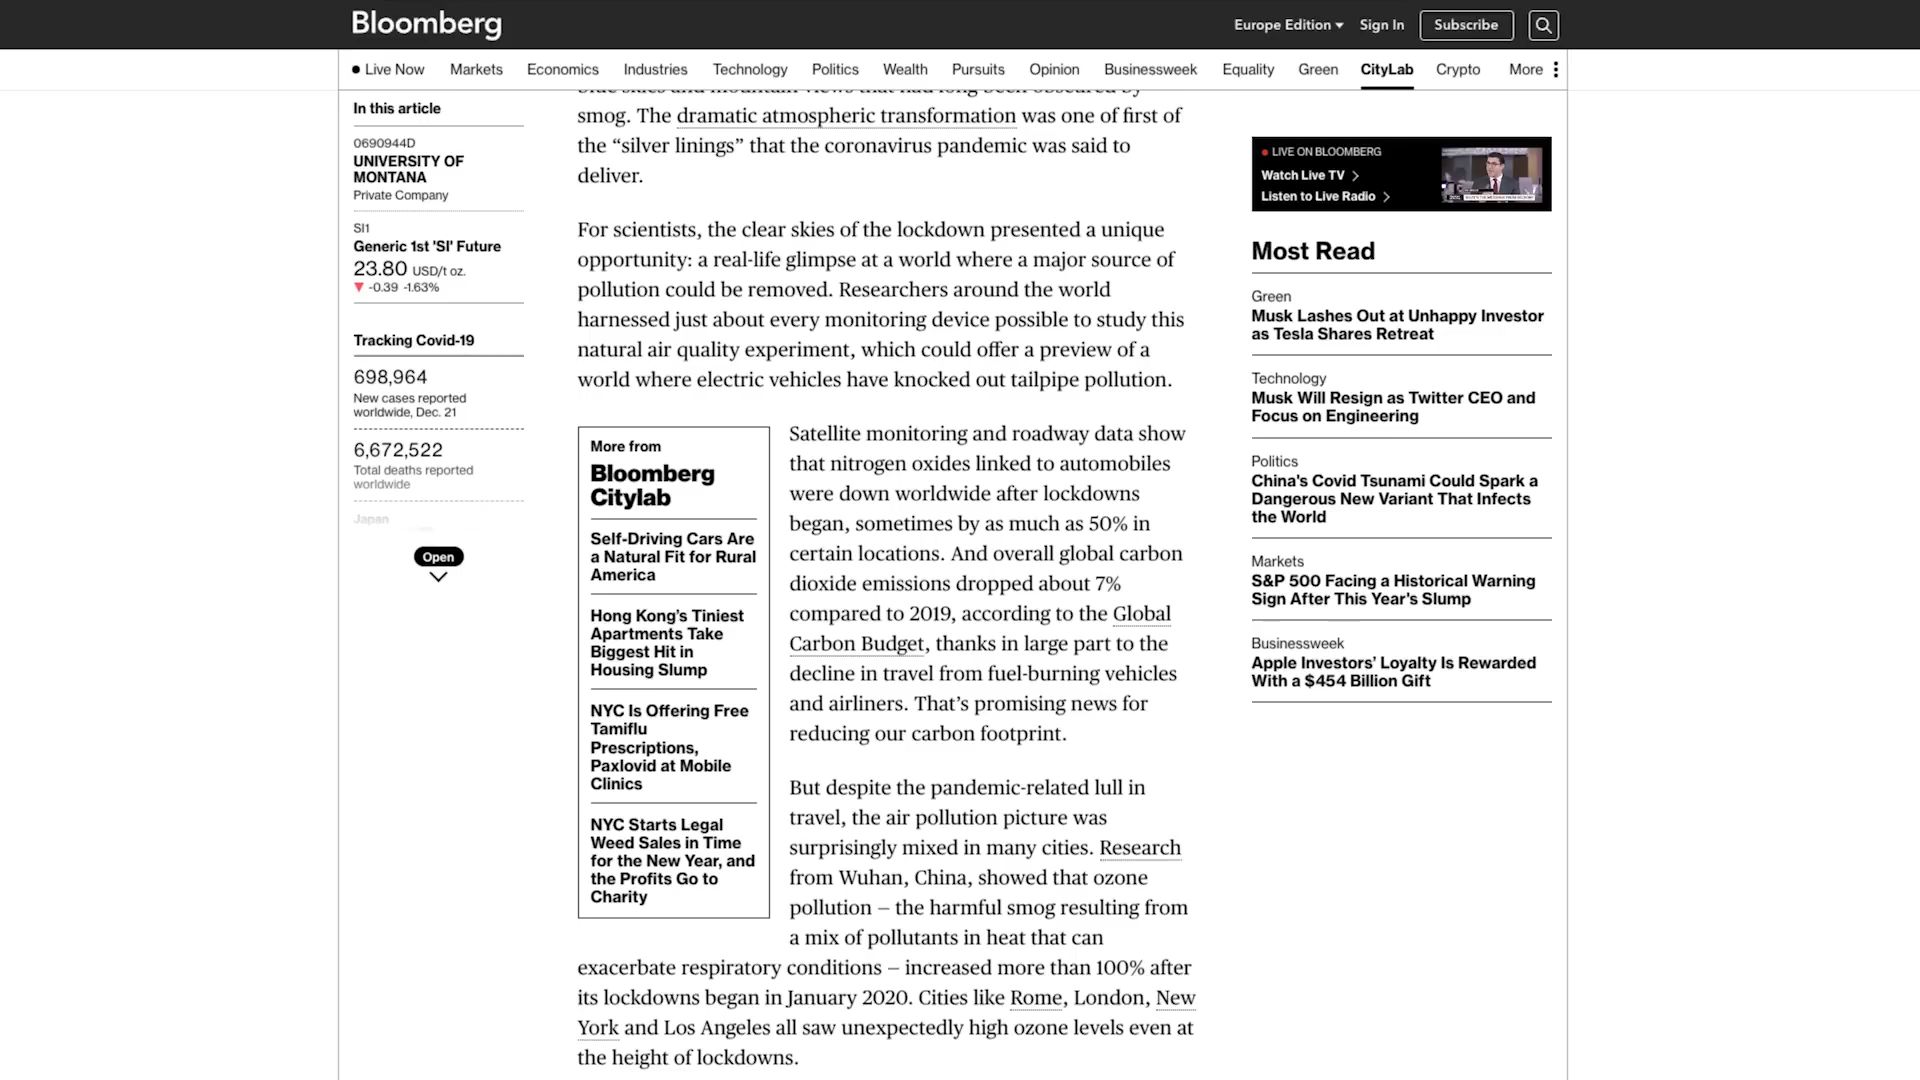 Bloomberg
Europe Edition
Sign In
Subscribe
Live Now
Markets
Economics
Industries
Technology
Politics
Wealth
Pursuits
Opinion
Businessweek
Equality
Green
CityLab
Crypto
More
In this article
0690944D
UNIVERSITY OF
MONTANA
Private Company
SI1
Generic 1st 'SI' Future
23.80 USD/t oz.
▼ -0.39 -1.63%
Tracking Covid-19
698,964
New cases reported
worldwide, Dec. 21
6,672,522
Total deaths reported
worldwide
Japan
Open
blue skies and mountain views that had long been obscured by
smog. The dramatic atmospheric transformation was one of first of
the “silver linings” that the coronavirus pandemic was said to
deliver.
For scientists, the clear skies of the lockdown presented a unique
opportunity: a real-life glimpse at a world where a major source of
pollution could be removed. Researchers around the world
harnessed just about every monitoring device possible to study this
natural air quality experiment, which could offer a preview of a
world where electric vehicles have knocked out tailpipe pollution.
More from
Bloomberg
Citylab
Self-Driving Cars Are
a Natural Fit for Rural
America
Hong Kong’s Tiniest
Apartments Take
Biggest Hit in
Housing Slump
NYC Is Offering Free
Tamiflu
Prescriptions,
Paxlovid at Mobile
Clinics
NYC Starts Legal
Weed Sales in Time
for the New Year, and
the Profits Go to
Charity
Satellite monitoring and roadway data show
that nitrogen oxides linked to automobiles
were down worldwide after lockdowns
began, sometimes by as much as 50% in
certain locations. And overall global carbon
dioxide emissions dropped about 7%
compared to 2019, according to the Global
Carbon Budget, thanks in large part to the
decline in travel from fuel-burning vehicles
and airliners. That’s promising news for
reducing our carbon footprint.
But despite the pandemic-related lull in
travel, the air pollution picture was
surprisingly mixed in many cities. Research
from Wuhan, China, showed that ozone
pollution – the harmful smog resulting from
a mix of pollutants in heat that can
exacerbate respiratory conditions – increased more than 100% after
its lockdowns began in January 2020. Cities like Rome, London, New
York and Los Angeles all saw unexpectedly high ozone levels even at
the height of lockdowns.
LIVE ON BLOOMBERG
Watch Live TV
Listen to Live Radio
Most Read
Green
Musk Lashes Out at Unhappy Investor
as Tesla Shares Retreat
Technology
Musk Will Resign as Twitter CEO and
Focus on Engineering
Politics
China's Covid Tsunami Could Spark a
Dangerous New Variant That Infects
the World
Markets
S&P 500 Facing a Historical Warning
Sign After This Year's Slump
Businessweek
Apple Investors’ Loyalty Is Rewarded
With a $454 Billion Gift